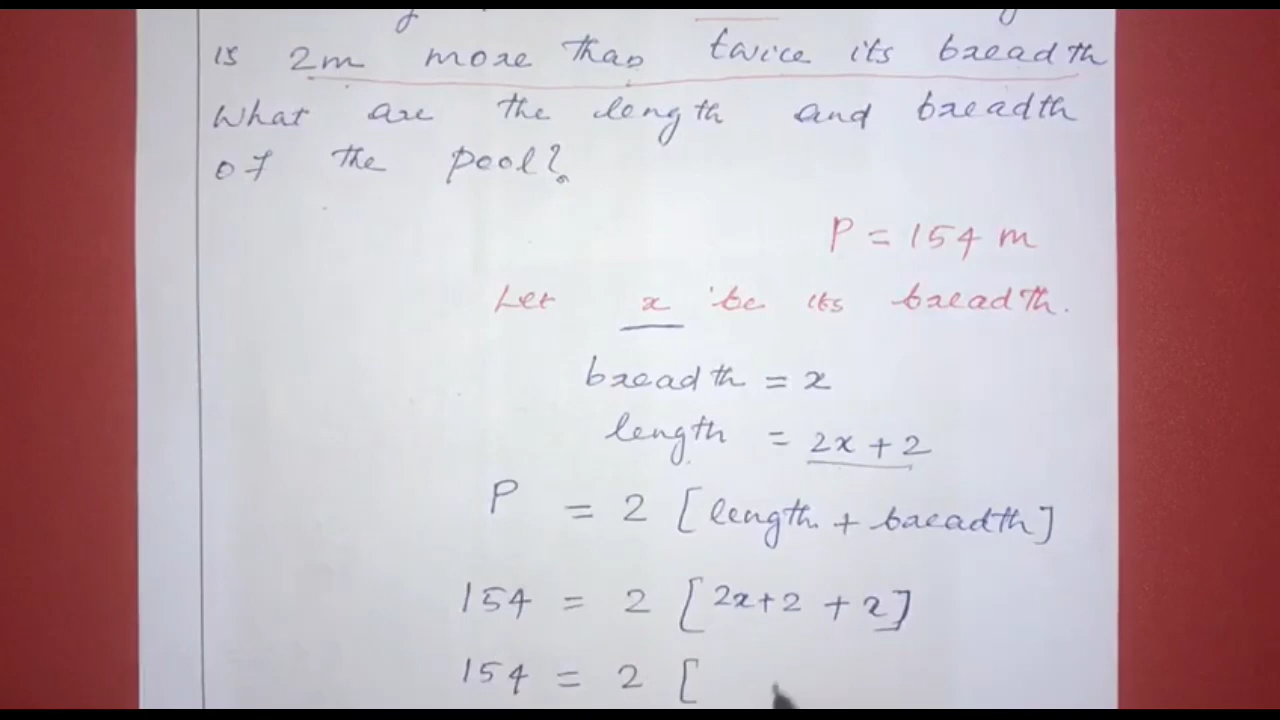 is 2m more than twice its breadth
What are the length and breadth
of the pool?
P = 154 m
Let x be its breadth.
breadth = x
length = 2x + 2
P = 2 [length + breadth]
154 = 2 [2x+2 + x]
154 = 2 [